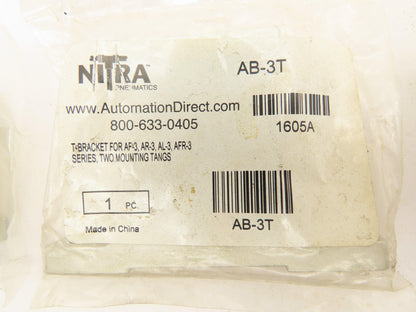 NITRA™
PNEUMATICS
AB-3T
www.AutomationDirect.com
800-633-0405
1605A
T-BRACKET FOR AF-3, AR-3, AL-3, AFR-3
SERIES, TWO MOUNTING TANGS
1 PC.
Made in China
AB-3T